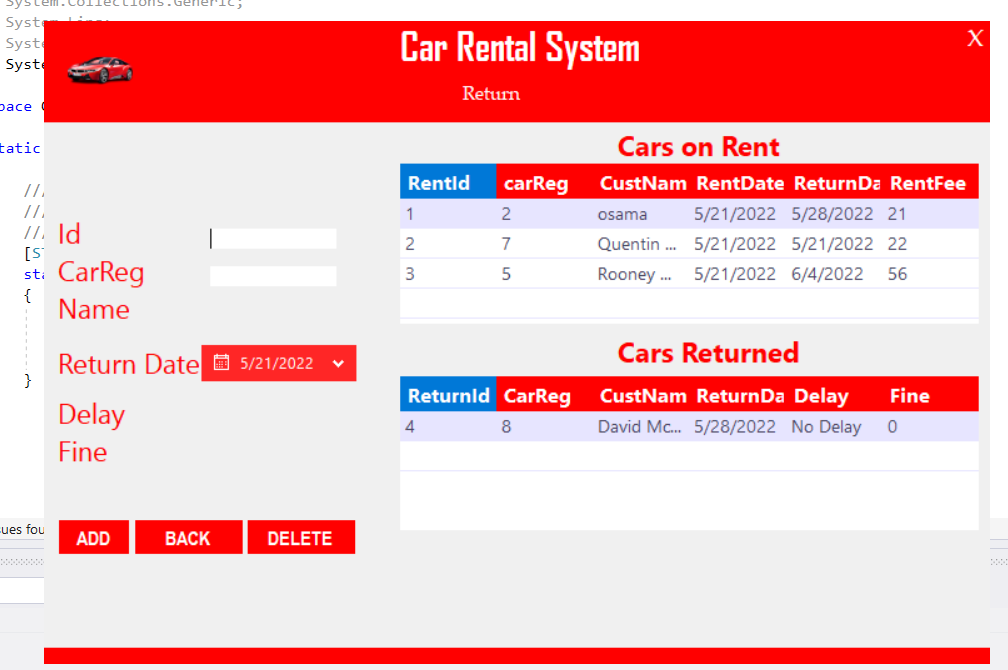 System.Collections.Generic;
System.Linq;
Syste
Syste
pace C
tatic
///
///
///
[ST
sta
{
}
sues fou
Car Rental System
X
Return
Id
CarReg
Name
Return Date
5/21/2022
Delay
Fine
ADD BACK DELETE
Cars on Rent
RentId carReg CustNam RentDate ReturnDa RentFee
1 2 osama 5/21/2022 5/28/2022 21
2 7 Quentin ... 5/21/2022 5/21/2022 22
3 5 Rooney ... 5/21/2022 6/4/2022 56
Cars Returned
ReturnId CarReg CustNam ReturnDa Delay Fine
4 8 David Mc... 5/28/2022 No Delay 0